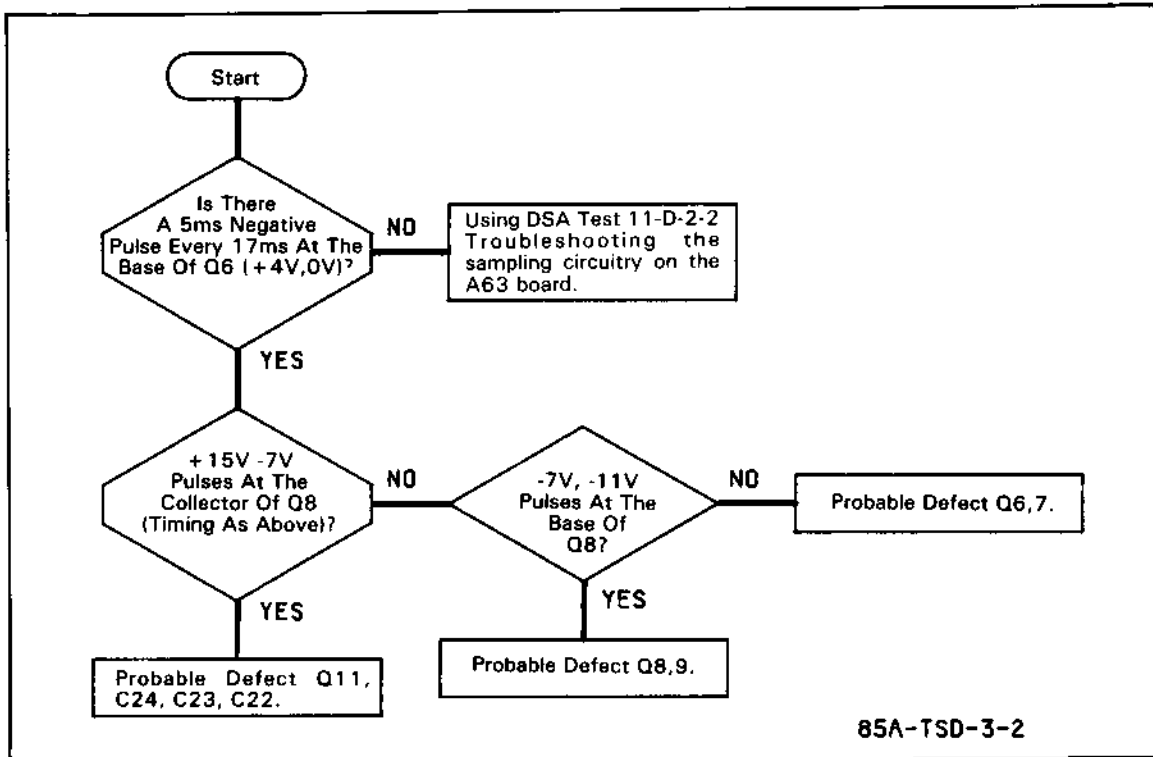 Start
Is There
A 5ms Negative
Pulse Every 17ms At The
Base Of Q6 (+4V,0V)?
NO
Using DSA Test 11-D-2-2
Troubleshooting the
sampling circuitry on the
A63 board.
YES
+15V -7V
Pulses At The
Collector Of Q8
(Timing As Above)?
NO
-7V, -11V
Pulses At The
Base Of
Q8?
NO
Probable Defect Q6,7.
YES
Probable Defect Q11,
C24, C23, C22.
YES
Probable Defect Q8,9.
85A-TSD-3-2